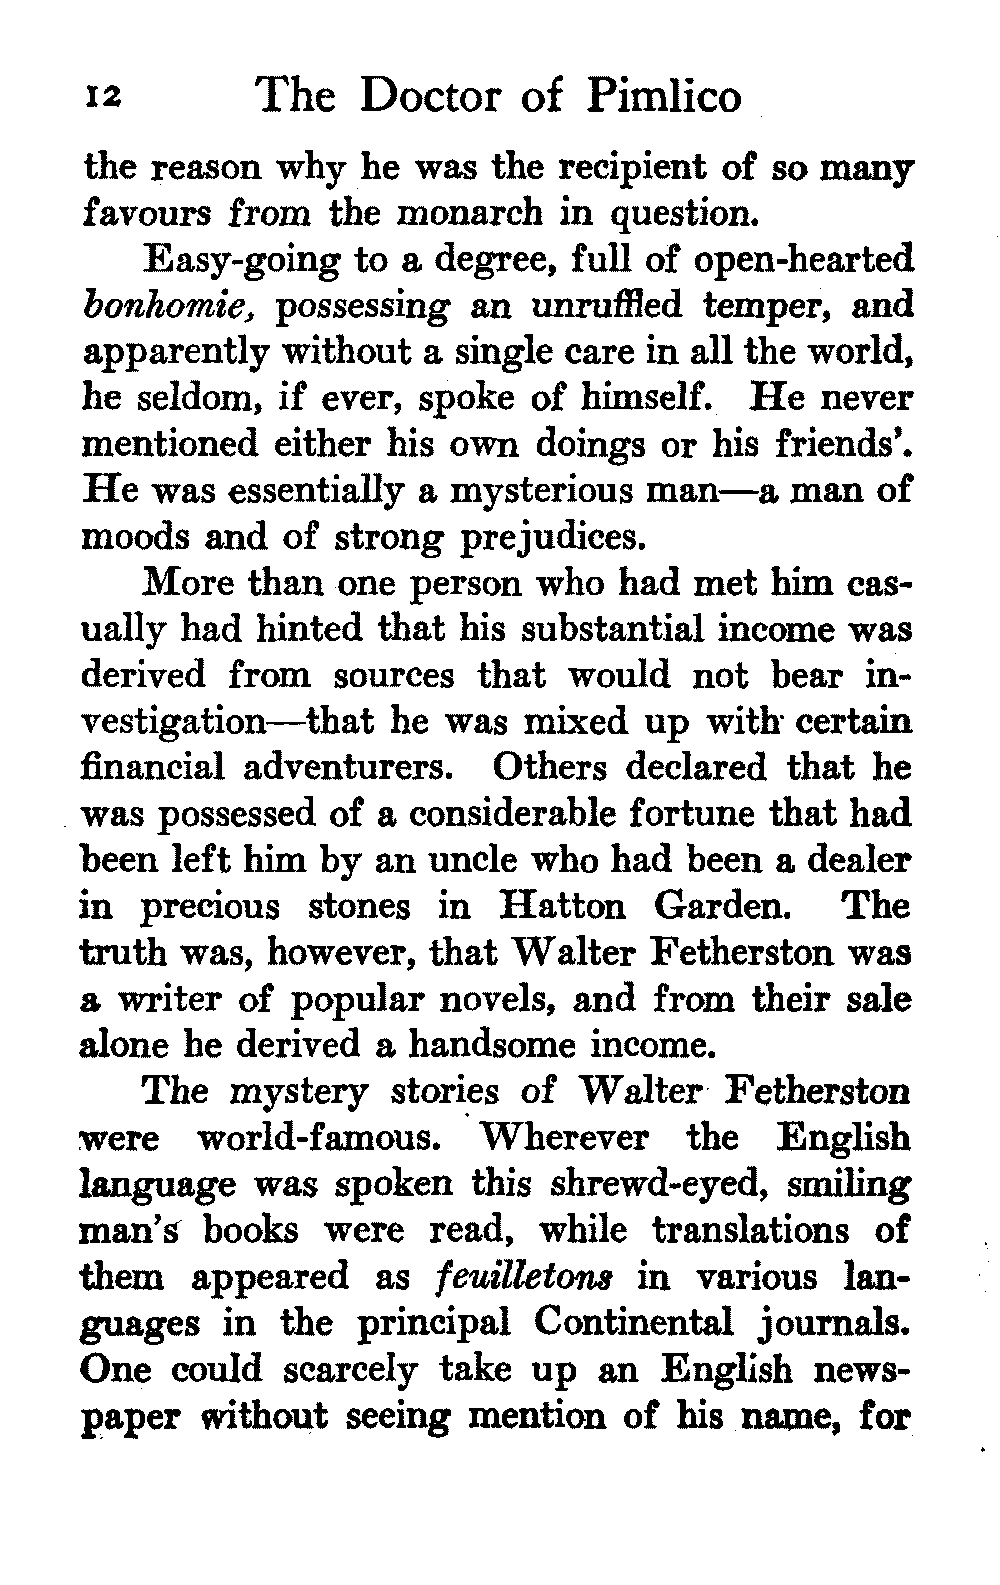 12 The Doctor of Pimlico
the reason why he was the recipient of so many
favours from the monarch in question.
Easy-going to a degree, full of open-hearted
bonhomie, possessing an unruffled temper, and
apparently without a single care in all the world,
he seldom, if ever, spoke of himself. He never
mentioned either his own doings or his friends'.
He was essentially a mysterious man—a man of
moods and of strong prejudices.
More than one person who had met him cas-
ually had hinted that his substantial income was
derived from sources that would not bear in-
vestigation—that he was mixed up with certain
financial adventurers. Others declared that he
was possessed of a considerable fortune that had
been left him by an uncle who had been a dealer
in precious stones in Hatton Garden. The
truth was, however, that Walter Fetherston was
a writer of popular novels, and from their sale
alone he derived a handsome income.
The mystery stories of Walter Fetherston
were world-famous. Wherever the English
language was spoken this shrewd-eyed, smiling
man's books were read, while translations of
them appeared as feuilletons in various lan-
guages in the principal Continental journals.
One could scarcely take up an English news-
paper without seeing mention of his name, for